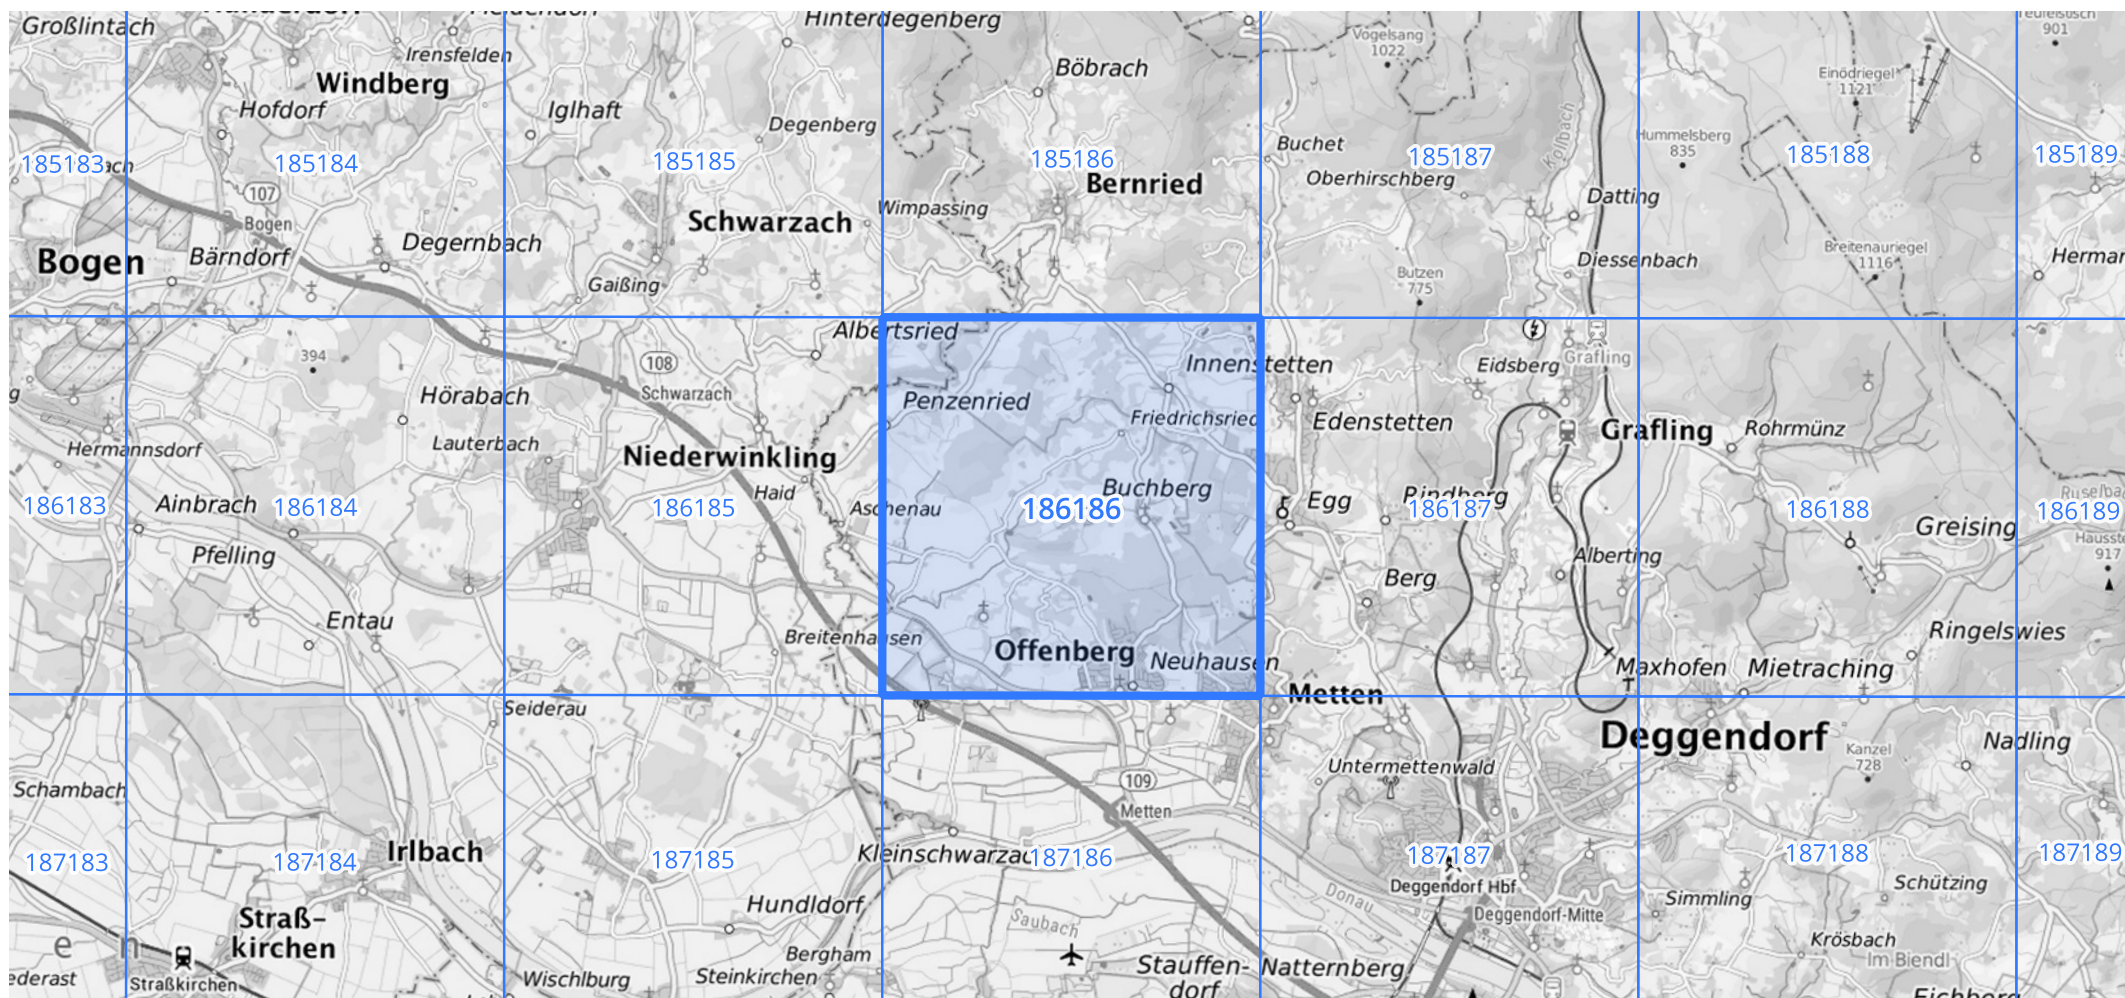 Großlintach
Irensfelden
Windberg
Hofdorf
185183
185184
107
Bogen
Bogen
Bärndorf
Degernbach
Hinterdegenberg
Iglhaft
Degenberg
185185
Schwarzach
Gaißing
Böbrach
185186
Bernried
Wimpassing
Vogelsang
1022
Buchet
185187
Oberhirschberg
Kolbach
Datting
Diessenbach
Butzen
775
901
Einödriegel
1121
Hummelsberg
835
185188
185189
Breitenauriegel
1116
Hermar
394
Hörabach
Hermannsdorf
Lauterbach
186183
Ainbrach
186184
Pfelling
Entau
108
Schwarzach
Niederwinkling
Haid
186185
Aschenau
Breitenhausen
Albertsried
Innenstetten
Penzenried
Friedrichsried
Buchberg
186186
Offenberg
Neuhausen
Grafling
Eidsberg
Edenstetten
Grafling
Egg
Rindberg
186187
Alberting
Berg
Maxhofen
Rohrmünz
186188
Greising
186189
917
Ringelswies
Mietraching
Metten
Deggendorf
Seiderau
Schambach
187183
187184
Irlbach
Straß-
kirchen
e n
Straßkirchen
ederast
187185
Hundldorf
Bergham
Steinkirchen
Wischlburg
109
Metten
Kleinschwarzac
187186
Saubach
Stauffen-
dorf
Untermettenwald
187187
Deggendorf Hbf
Donau
Deggendorf-Mitte
Natternberg
Kanzel
728
Nadling
187188
187189
Schützing
Simmling
Krösbach
Im Biendl